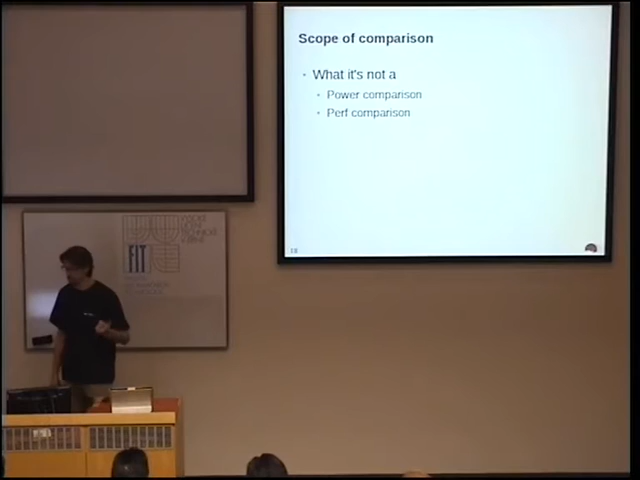 Scope of comparison
What it's not a
Power comparison
Perf comparison
FIT